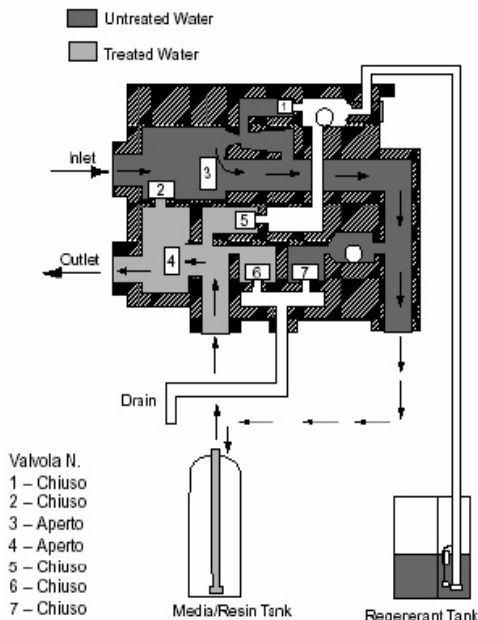 Untreated Water
Treated Water
1
Inlet
3
2
5
Outlet
4
6
7
Drain
Valvola N.
1 – Chiuso
2 – Chiuso
3 – Aperto
4 – Aperto
5 – Chiuso
6 – Chiuso
7 – Chiuso
Media/Resin Tank
Regenerant Tank